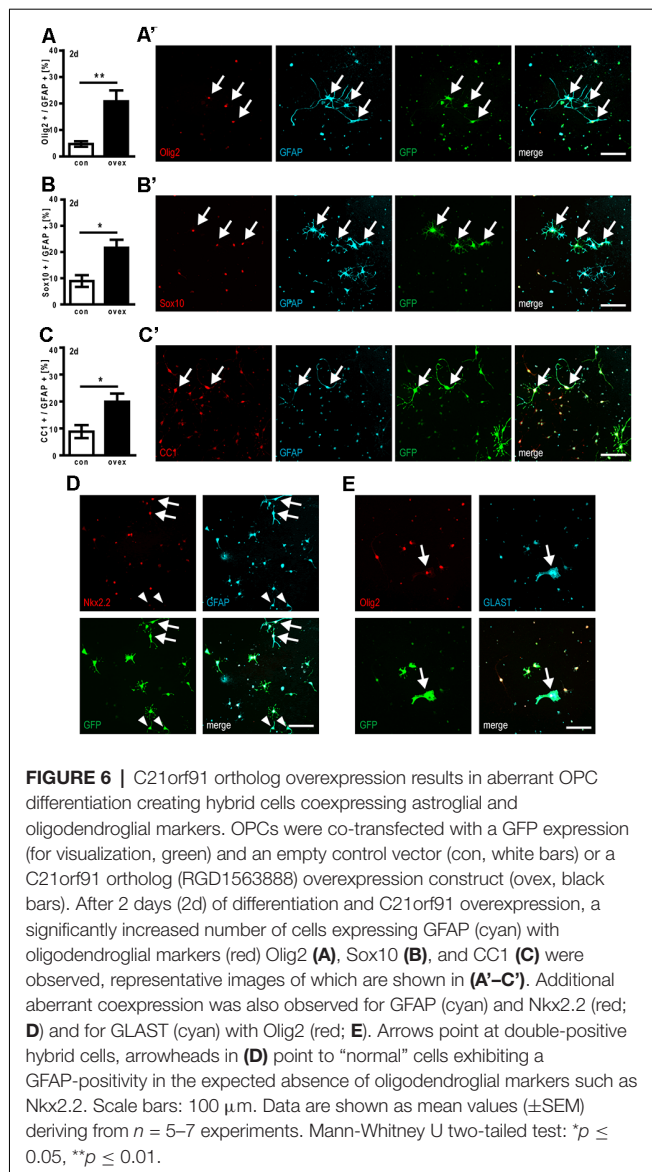 A
A'
2d
**
Olig2 + / GFAP + [%]
40
30
20
10
0
con ovex
Olig2
GFAP
GFP
merge
B
B'
2d
*
Sox10 + / GFAP + [%]
40
30
20
10
0
con ovex
Sox10
GFAP
GFP
merge
C
C'
2d
*
CC1 + / GFAP + [%]
40
30
20
10
0
con ovex
CC1
GFAP
GFP
merge
D
E
Nkx2.2
GFAP
Olig2
GLAST
GFP
merge
GFP
merge
FIGURE 6 | C21orf91 ortholog overexpression results in aberrant OPC
differentiation creating hybrid cells coexpressing astroglial and
oligodendroglial markers. OPCs were co-transfected with a GFP expression
(for visualization, green) and an empty control vector (con, white bars) or a
C21orf91 ortholog (RGD1563888) overexpression construct (ovex, black
bars). After 2 days (2d) of differentiation and C21orf91 overexpression, a
significantly increased number of cells expressing GFAP (cyan) with
oligodendroglial markers (red) Olig2 (A), Sox10 (B), and CC1 (C) were
observed, representative images of which are shown in (A'–C'). Additional
aberrant coexpression was also observed for GFAP (cyan) and Nkx2.2 (red;
D) and for GLAST (cyan) with Olig2 (red; E). Arrows point at double-positive
hybrid cells, arrowheads in (D) point to “normal” cells exhibiting a
GFAP-positivity in the expected absence of oligodendroglial markers such as
Nkx2.2. Scale bars: 100 μm. Data are shown as mean values (±SEM)
deriving from n = 5–7 experiments. Mann-Whitney U two-tailed test: *p ≤
0.05, **p ≤ 0.01.